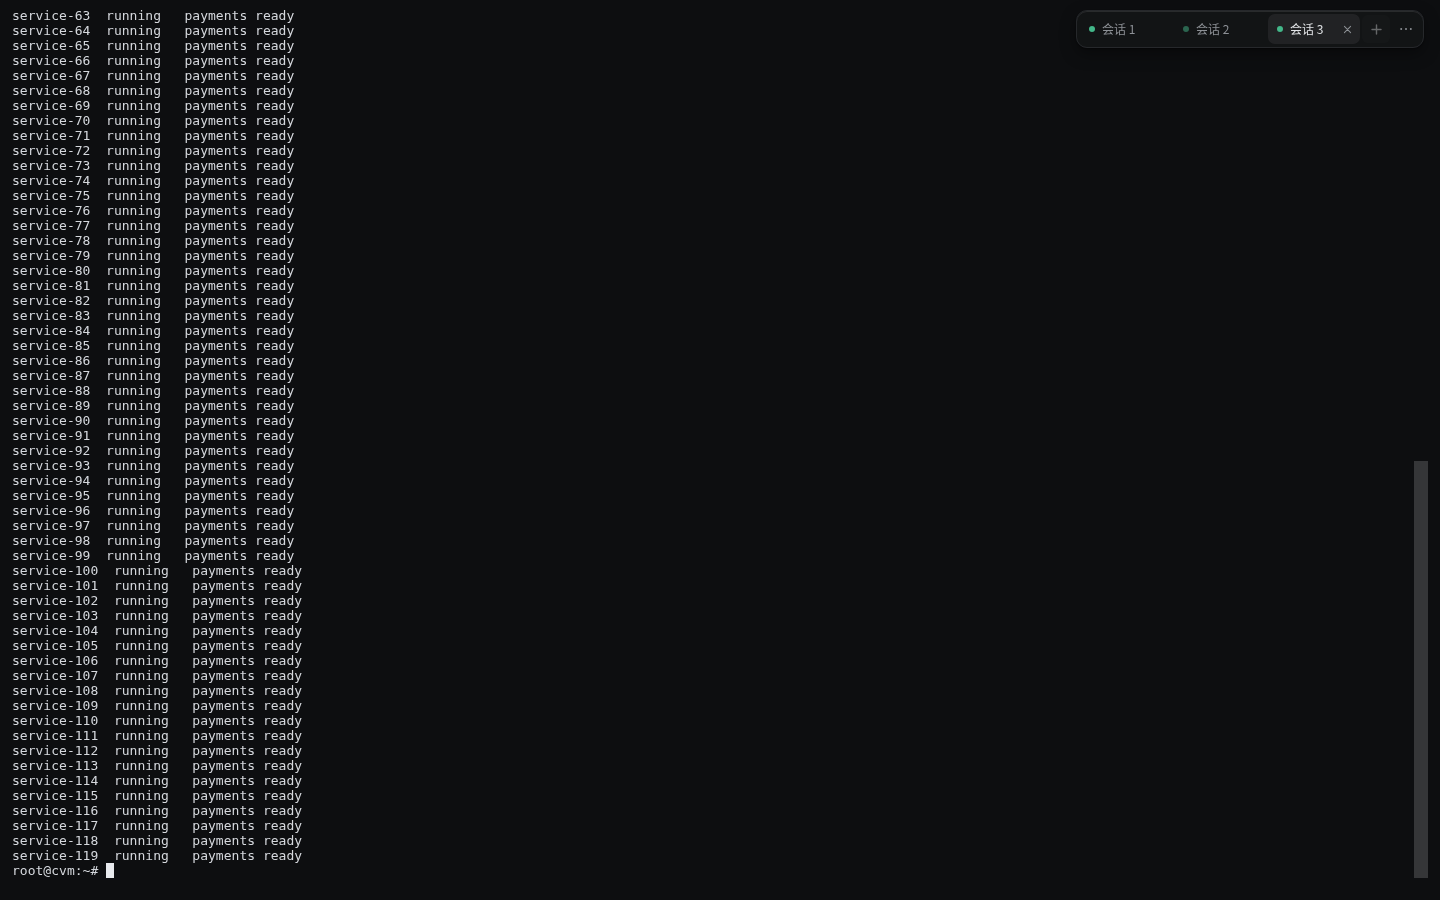 会话 1
会话 2
会话 3
service-63  running   payments ready
service-64  running   payments ready
service-65  running   payments ready
service-66  running   payments ready
service-67  running   payments ready
service-68  running   payments ready
service-69  running   payments ready
service-70  running   payments ready
service-71  running   payments ready
service-72  running   payments ready
service-73  running   payments ready
service-74  running   payments ready
service-75  running   payments ready
service-76  running   payments ready
service-77  running   payments ready
service-78  running   payments ready
service-79  running   payments ready
service-80  running   payments ready
service-81  running   payments ready
service-82  running   payments ready
service-83  running   payments ready
service-84  running   payments ready
service-85  running   payments ready
service-86  running   payments ready
service-87  running   payments ready
service-88  running   payments ready
service-89  running   payments ready
service-90  running   payments ready
service-91  running   payments ready
service-92  running   payments ready
service-93  running   payments ready
service-94  running   payments ready
service-95  running   payments ready
service-96  running   payments ready
service-97  running   payments ready
service-98  running   payments ready
service-99  running   payments ready
service-100  running   payments ready
service-101  running   payments ready
service-102  running   payments ready
service-103  running   payments ready
service-104  running   payments ready
service-105  running   payments ready
service-106  running   payments ready
service-107  running   payments ready
service-108  running   payments ready
service-109  running   payments ready
service-110  running   payments ready
service-111  running   payments ready
service-112  running   payments ready
service-113  running   payments ready
service-114  running   payments ready
service-115  running   payments ready
service-116  running   payments ready
service-117  running   payments ready
service-118  running   payments ready
service-119  running   payments ready
root@cvm:~#